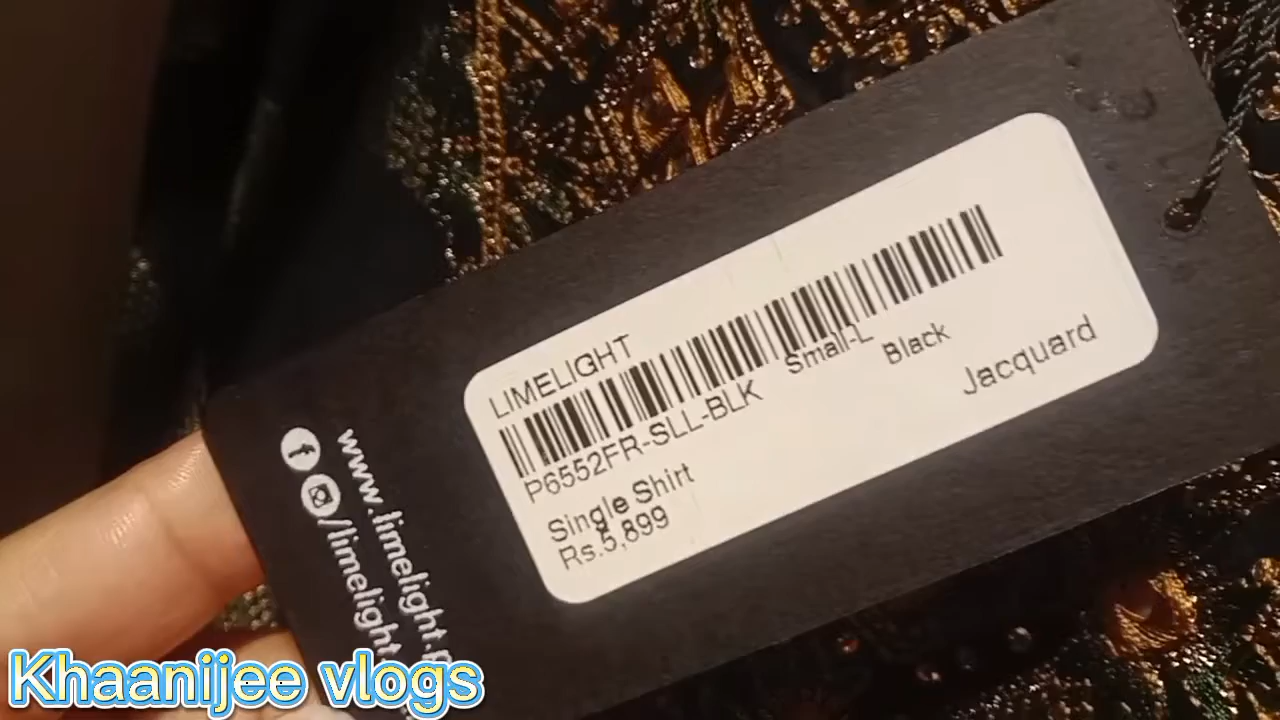 LIMELIGHT
P6552FR-SLL-BLK Small-L Black
Jacquard
Single Shirt
Rs.5,899
www.limelight.
/limelight
Khaanijee vlogs